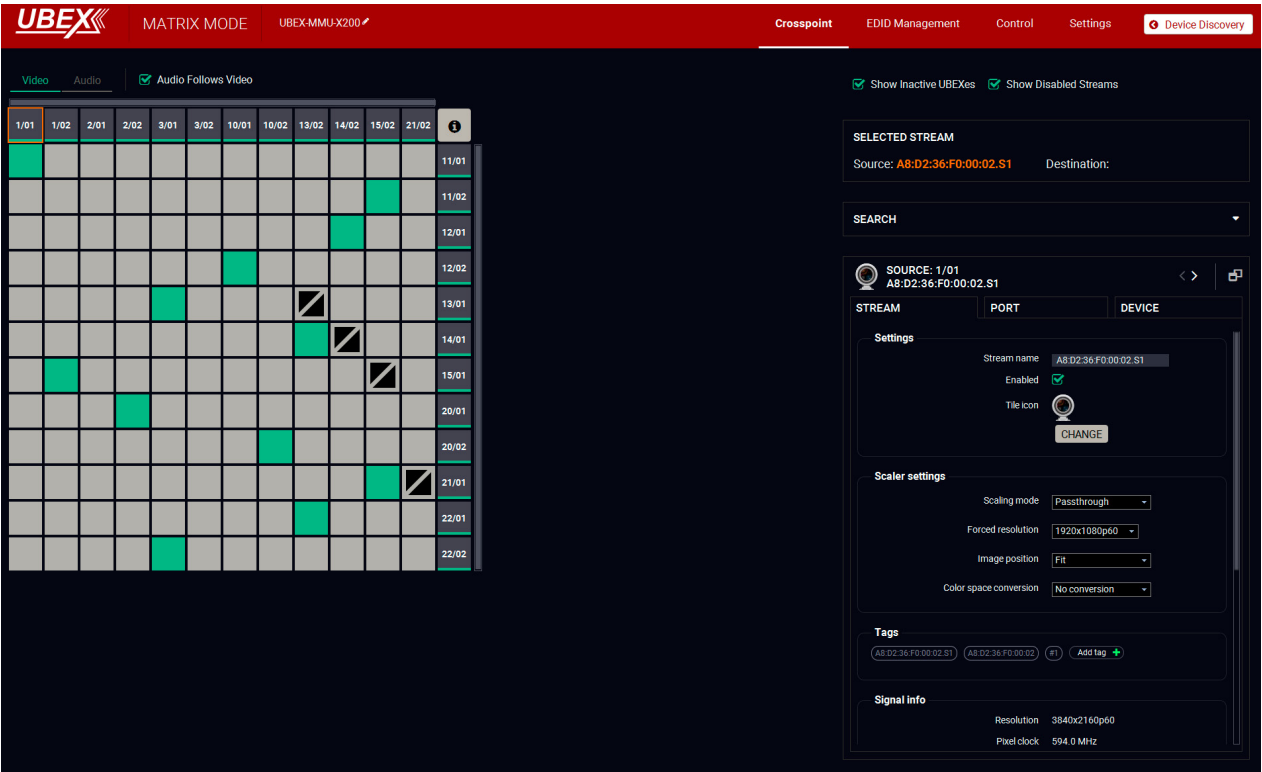 UBEX MATRIX MODE UBEX-MMU-X200 Crosspoint EDID Management Control Settings Device Discovery
Video Audio Audio Follows Video
Show Inactive UBEXes Show Disabled Streams
1/01 1/02 2/01 2/02 3/01 3/02 10/01 10/02 13/02 14/02 15/02 21/02
11/01
11/02
12/01
12/02
13/01
14/01
15/01
20/01
20/02
21/01
22/01
22/02
SELECTED STREAM
Source: A8:D2:36:F0:00:02.S1 Destination:
SEARCH
SOURCE: 1/01
A8:D2:36:F0:00:02.S1
STREAM PORT DEVICE
Settings
Stream name A8:D2:36:F0:00:02.S1
Enabled
Tile icon
CHANGE
Scaler settings
Scaling mode Passthrough
Forced resolution 1920x1080p60
Image position Fit
Color space conversion No conversion
Tags
A8:D2:36:F0:00:02.S1 A8:D2:36:F0:00:02 #1 Add tag +
Signal info
Resolution 3840x2160p60
Pixel clock 594.0 MHz